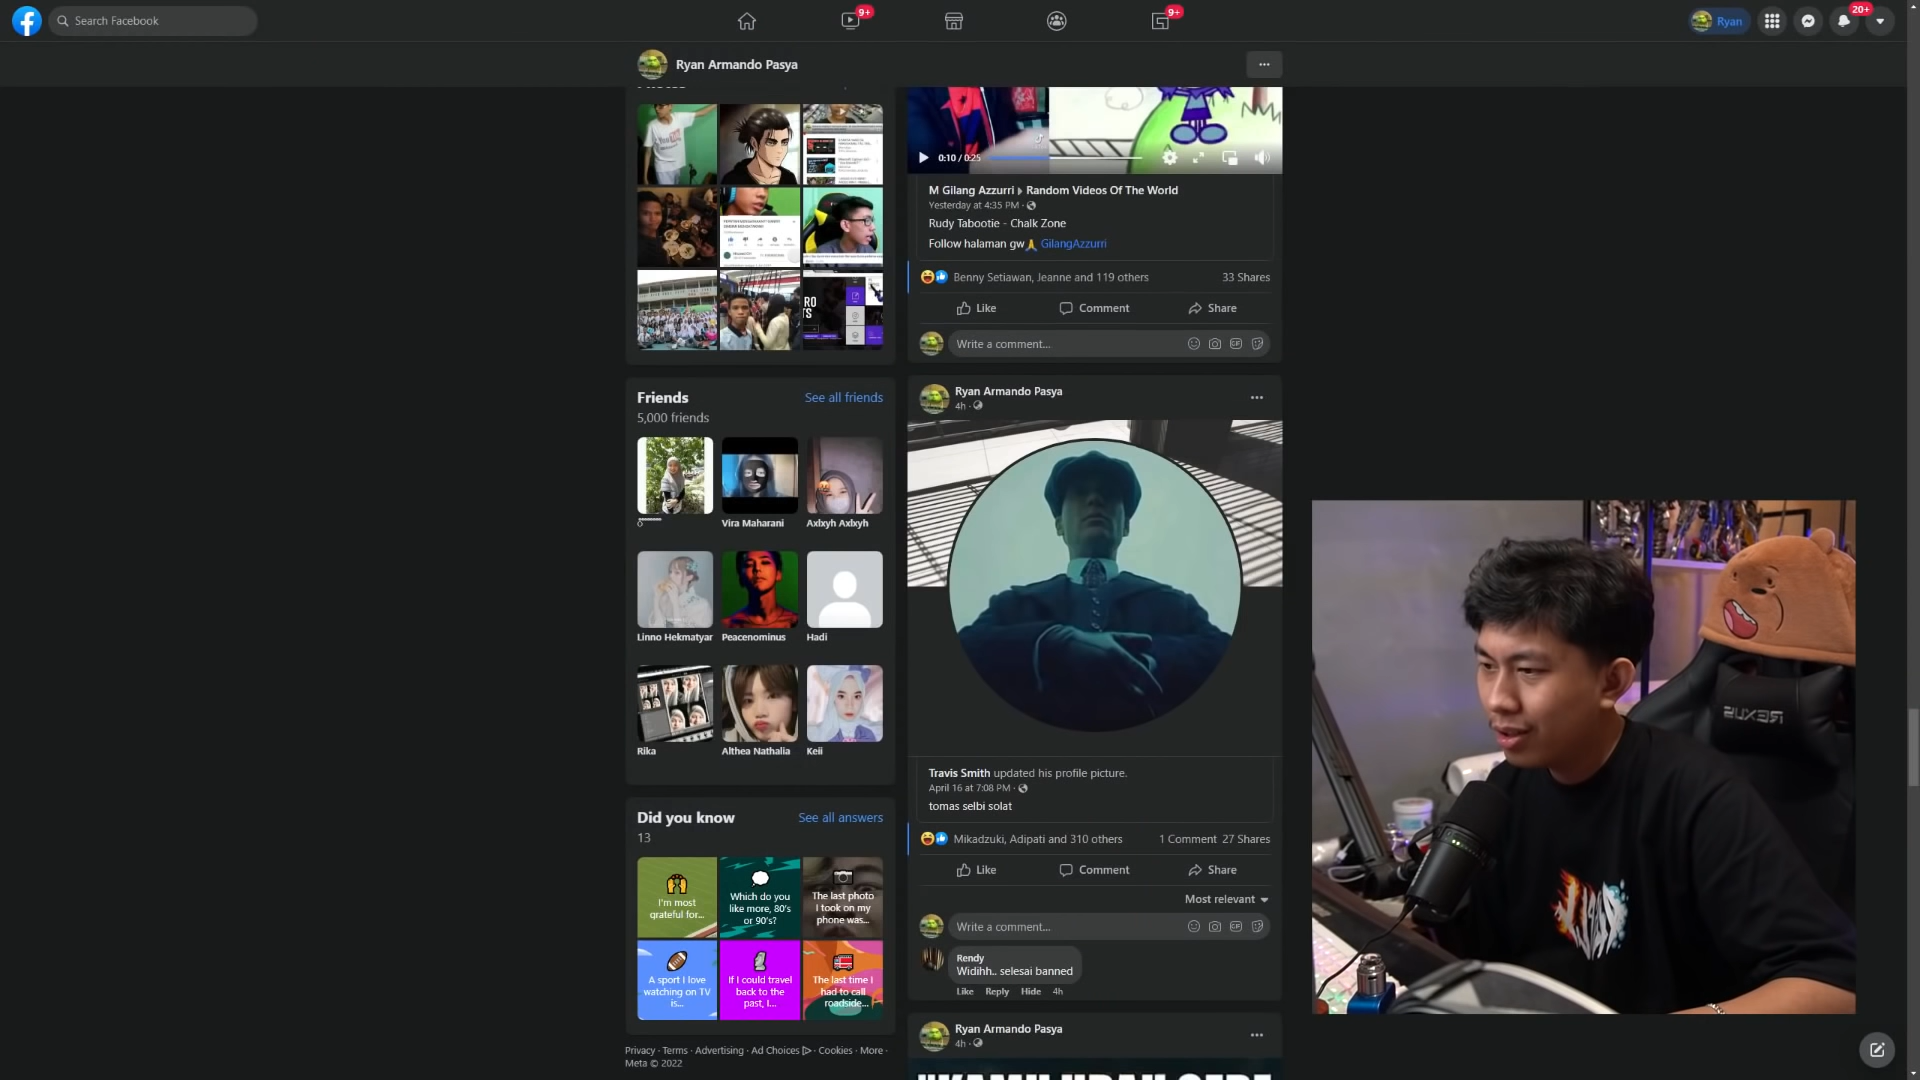 Search Facebook
9+
9+
Ryan
20+
Ryan Armando Pasya
0:10 / 0:25
M Gilang Azzurri ▸ Random Videos Of The World
Yesterday at 4:35 PM ·
Rudy Tabootie - Chalk Zone
Follow halaman gw🙏 GilangAzzurri
Benny Setiawan, Jeanne and 119 others
33 Shares
Like
Comment
Share
Write a comment...
Friends
See all friends
5,000 friends
Vira Maharani
Axlxyh Axlxyh
Linno Hekmatyar
Peacenominus
Hadi
Rika
Althea Nathalia
Keii
Did you know
See all answers
13
I'm most
grateful for...
Which do you
like more, 80's
or 90's?
The last photo
I took on my
phone was...
A sport I love
watching on TV
is...
If I could travel
back to the
past, I...
The last time I
had to call
roadside...
Privacy · Terms · Advertising · Ad Choices · Cookies · More ·
Meta © 2022
Ryan Armando Pasya
4h ·
Travis Smith updated his profile picture.
April 16 at 7:08 PM ·
tomas selbi solat
Mikadzuki, Adipati and 310 others
1 Comment 27 Shares
Like
Comment
Share
Most relevant
Write a comment...
Rendy
Widihh.. selesai banned
Like Reply Hide 4h
Ryan Armando Pasya
4h ·
REXUS